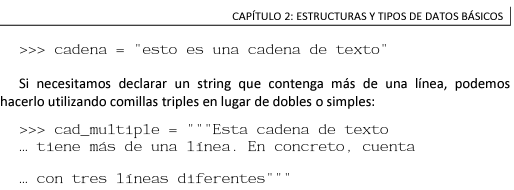 CAPÍTULO 2: ESTRUCTURAS Y TIPOS DE DATOS BÁSICOS
>>> cadena = "esto es una cadena de texto"
Si necesitamos declarar un string que contenga más de una línea, podemos
hacerlo utilizando comillas triples en lugar de dobles o simples:
>>> cad_multiple = """Esta cadena de texto
… tiene más de una línea. En concreto, cuenta
… con tres líneas diferentes"""